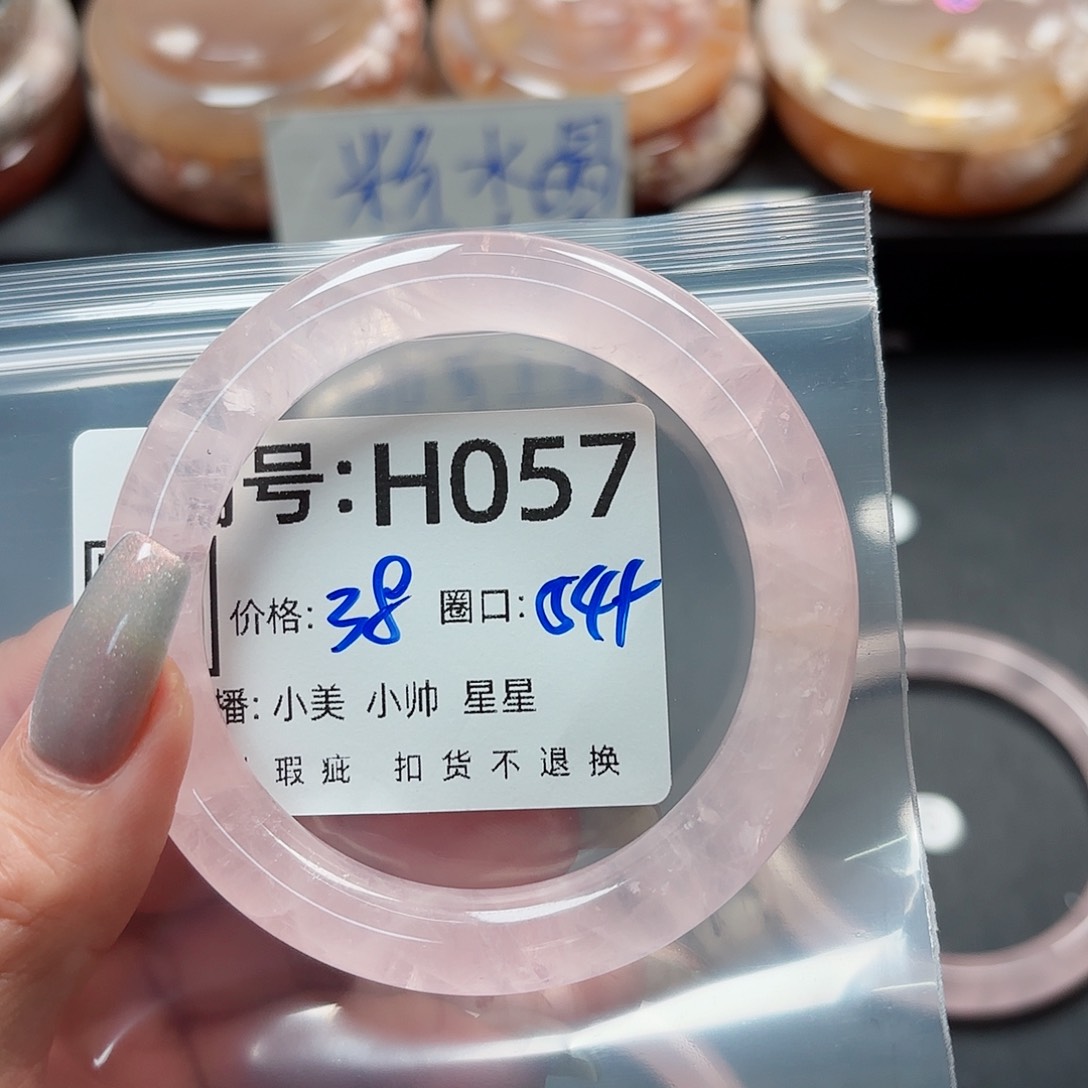 粉水晶
号:H057
价格:38 圈口:54
播:小美 小帅 星星
瑕疵 扣货不退换